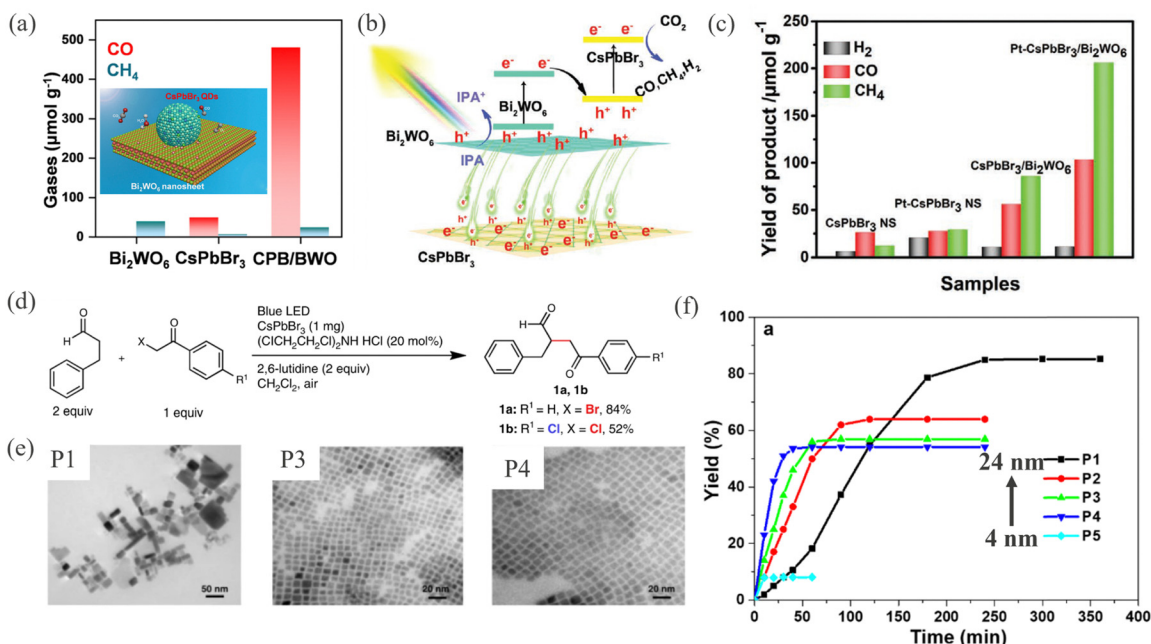 (a)
500
400
300
200
100
0
Gases (μmol g⁻¹)
CO
CH₄
CsPbBr₃ QDs
Bi₂WO₆ nanosheet
Bi₂WO₆ CsPbBr₃ CPB/BWO
(b)
e⁻ e⁻
CO₂
CsPbBr₃
e⁻ e⁻
CO,CH₄,H₂
IPA⁺
Bi₂WO₆
h⁺ h⁺
Bi₂WO₆
h⁺
h⁺ h⁺ h⁺
h⁺ h⁺
IPA
e⁻
h⁺
e⁻ e⁻
CsPbBr₃
(c)
250
200
150
100
50
0
Yield of product /μmol g⁻¹
H₂
CO
CH₄
Pt-CsPbBr₃/Bi₂WO₆
CsPbBr₃/Bi₂WO₆
Pt-CsPbBr₃ NS
CsPbBr₃ NS
Samples
(d)
H
O
2 equiv
+
X
O
R¹
1 equiv
Blue LED
CsPbBr₃ (1 mg)
(ClCH₂CH₂Cl)₂NH HCl (20 mol%)
2,6-lutidine (2 equiv)
CH₂Cl₂, air
O
H
O
R¹
1a, 1b
1a: R¹ = H, X = Br, 84%
1b: R¹ = Cl, X = Cl, 52%
(e)
P1
50 nm
P3
20 nm
P4
20 nm
(f)
a
100
80
60
40
20
0
Yield (%)
24 nm
4 nm
P1
P2
P3
P4
P5
0 50 100 150 200 250 300 350 400
Time (min)